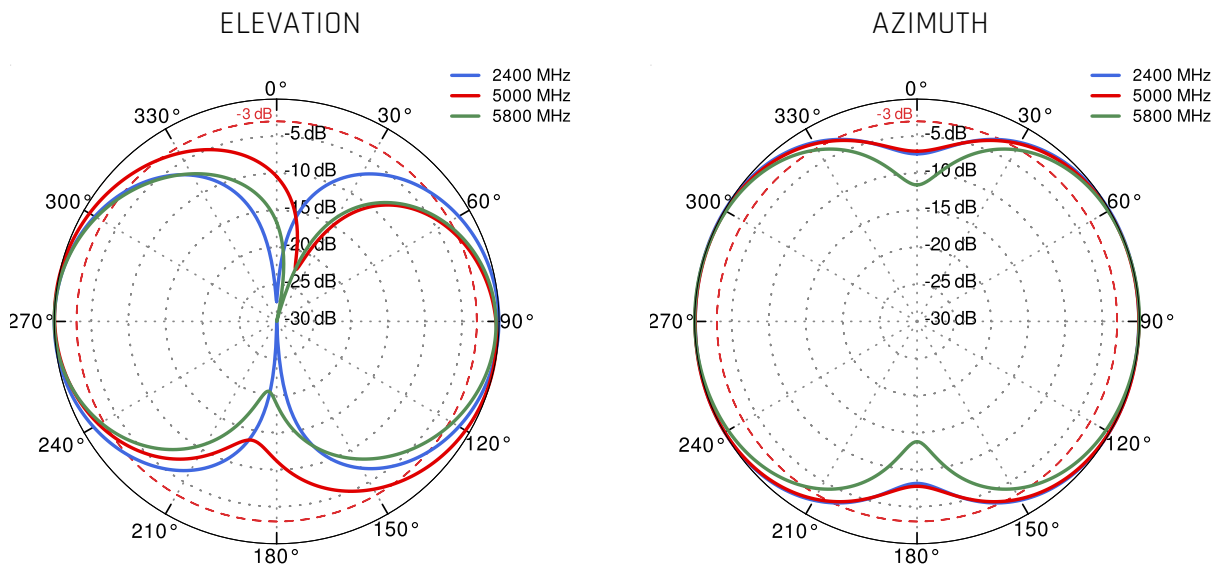 ELEVATION
2400 MHz
5000 MHz
5800 MHz
0°
330°
30°
-3 dB
-5 dB
-10 dB
300°
-15 dB
60°
-20 dB
-25 dB
270°
-30 dB
90°
240°
120°
210°
150°
180°
AZIMUTH
2400 MHz
5000 MHz
5800 MHz
0°
330°
30°
-3 dB
-5 dB
-10 dB
300°
-15 dB
60°
-20 dB
-25 dB
270°
-30 dB
90°
240°
120°
210°
150°
180°